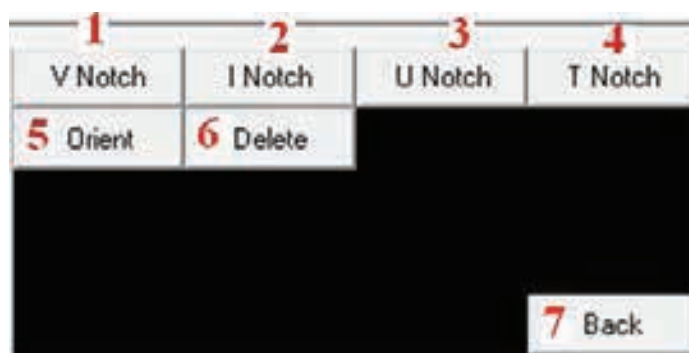 1 2 3 4
V Notch I Notch U Notch T Notch
5 Orient 6 Delete
7 Back